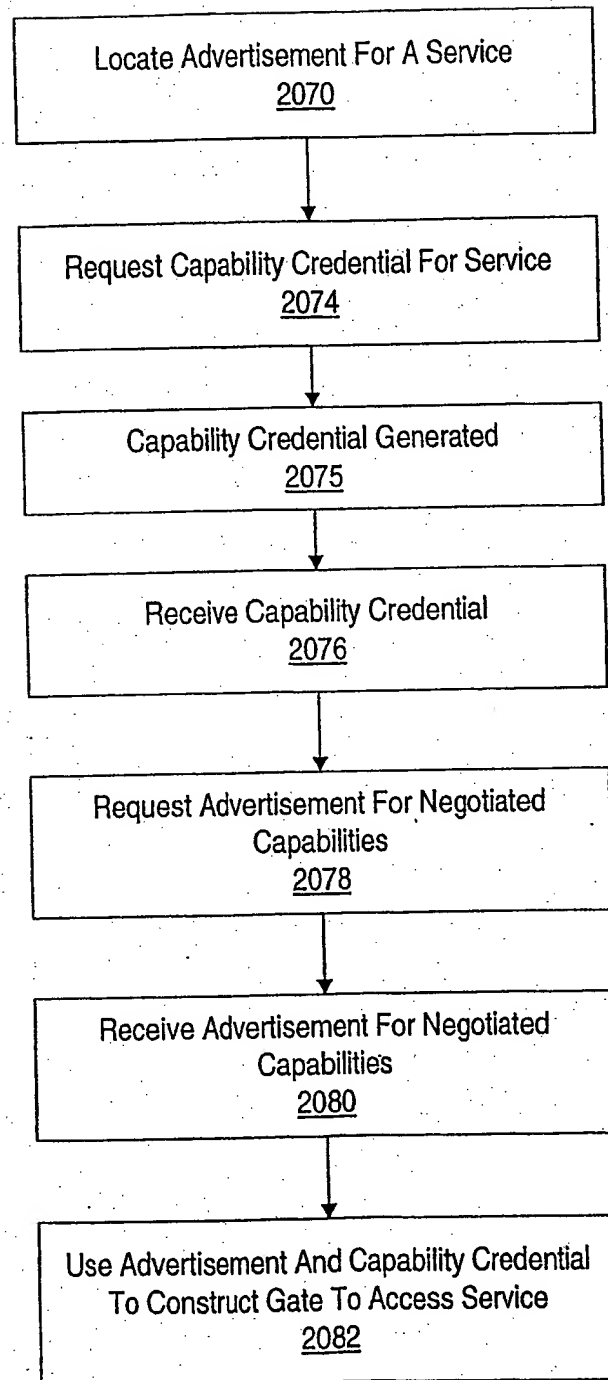 Locate Advertisement For A Service
2070
Request Capability Credential For Service
2074
Capability Credential Generated
2075
Receive Capability Credential
2076
Request Advertisement For Negotiated
Capabilities
2078
Receive Advertisement For Negotiated
Capabilities
2080
Use Advertisement And Capability Credential
To Construct Gate To Access Service
2082